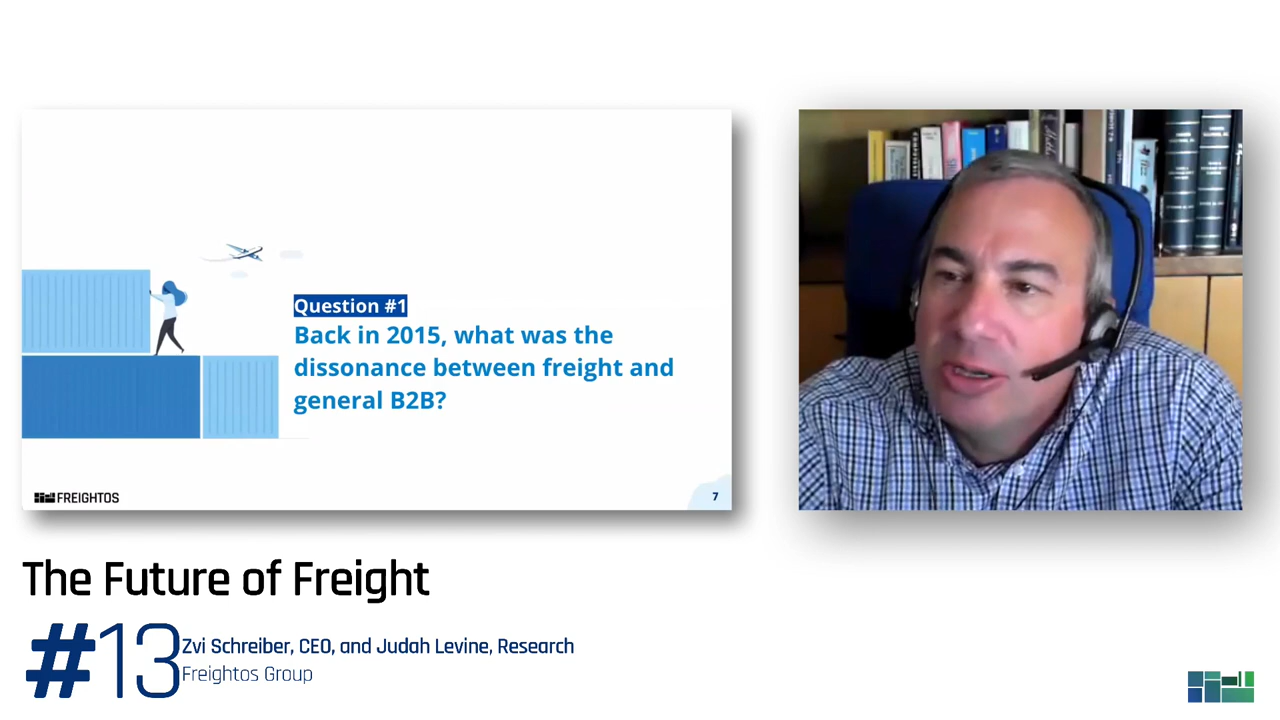 Question #1
Back in 2015, what was the
dissonance between freight and
general B2B?
FREIGHTOS
7
The Future of Freight
#13
Zvi Schreiber, CEO, and Judah Levine, Research
Freightos Group